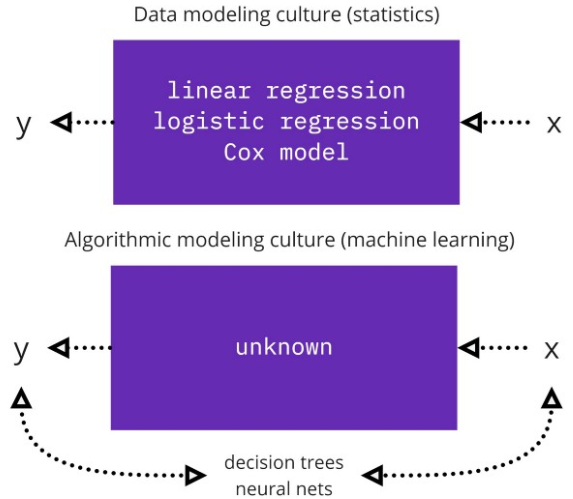 Data modeling culture (statistics)
linear regression
y
logistic regression
x
Cox model
Algorithmic modeling culture (machine learning)
y
unknown
x
decision trees
neural nets